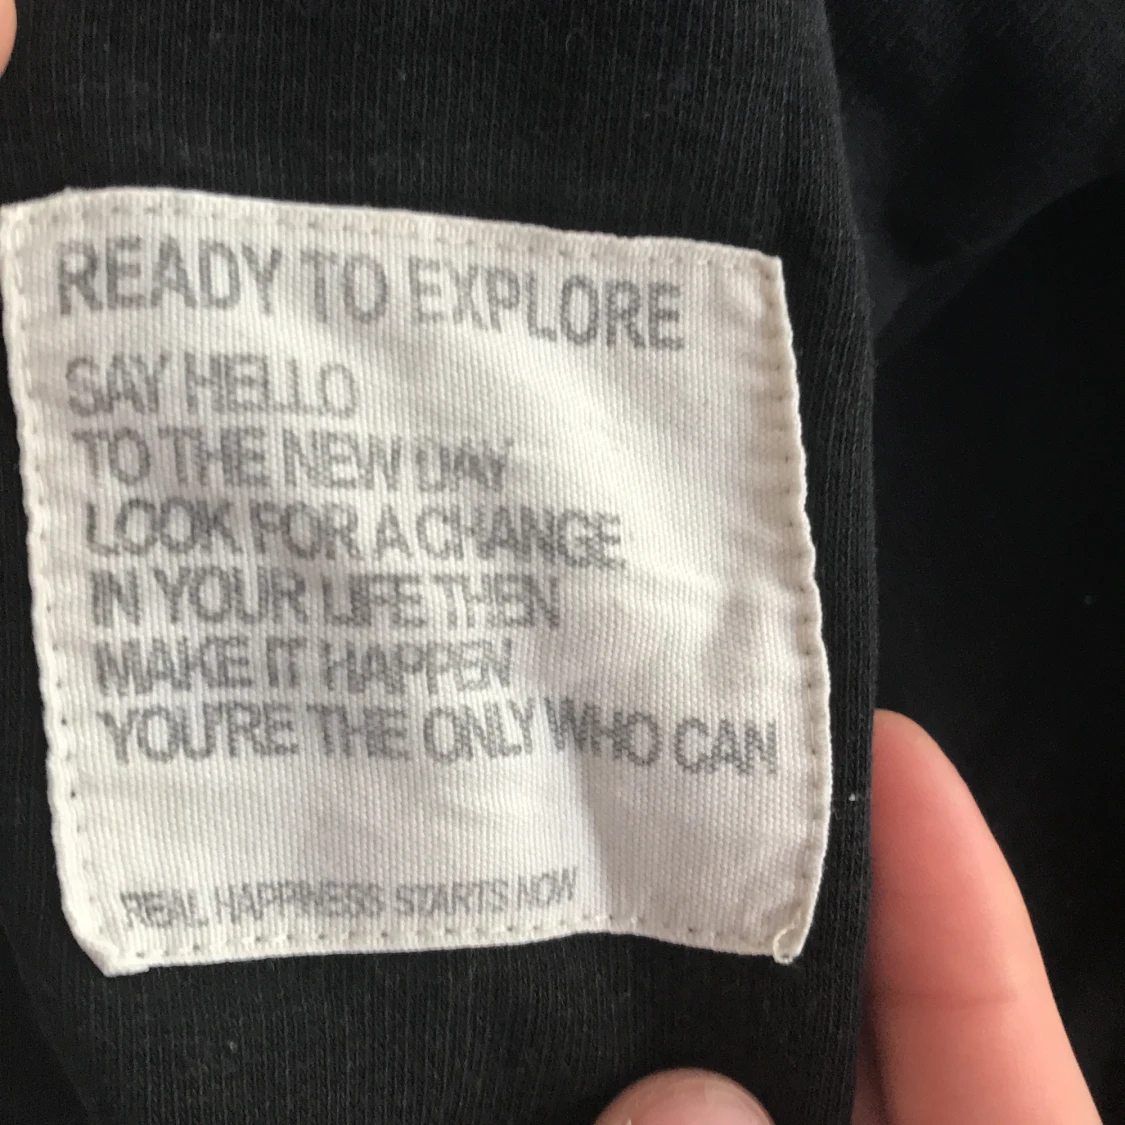 READY TO EXPLORE
SAY HELLO
TO THE NEW DAY
LOOK FOR A CHANGE
IN YOUR LIFE THEN
MAKE IT HAPPEN
YOU'RE THE ONLY WHO CAN
REAL HAPPINESS STARTS NOW